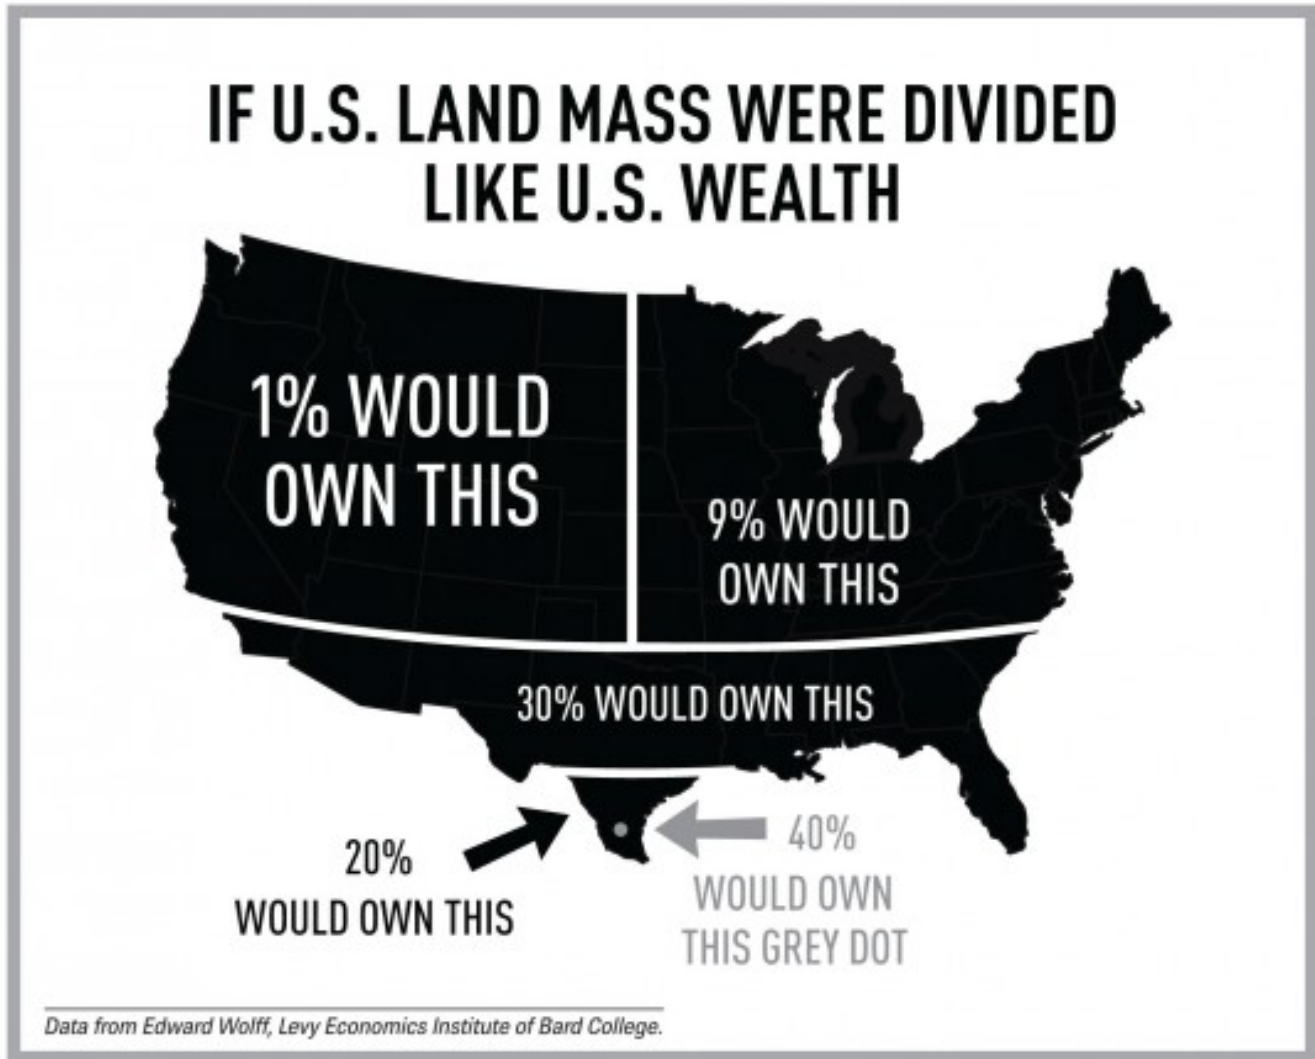 IF U.S. LAND MASS WERE DIVIDED
LIKE U.S. WEALTH
1% WOULD
OWN THIS
9% WOULD
OWN THIS
30% WOULD OWN THIS
20%
WOULD OWN THIS
40%
WOULD OWN
THIS GREY DOT
Data from Edward Wolff, Levy Economics Institute of Bard College.